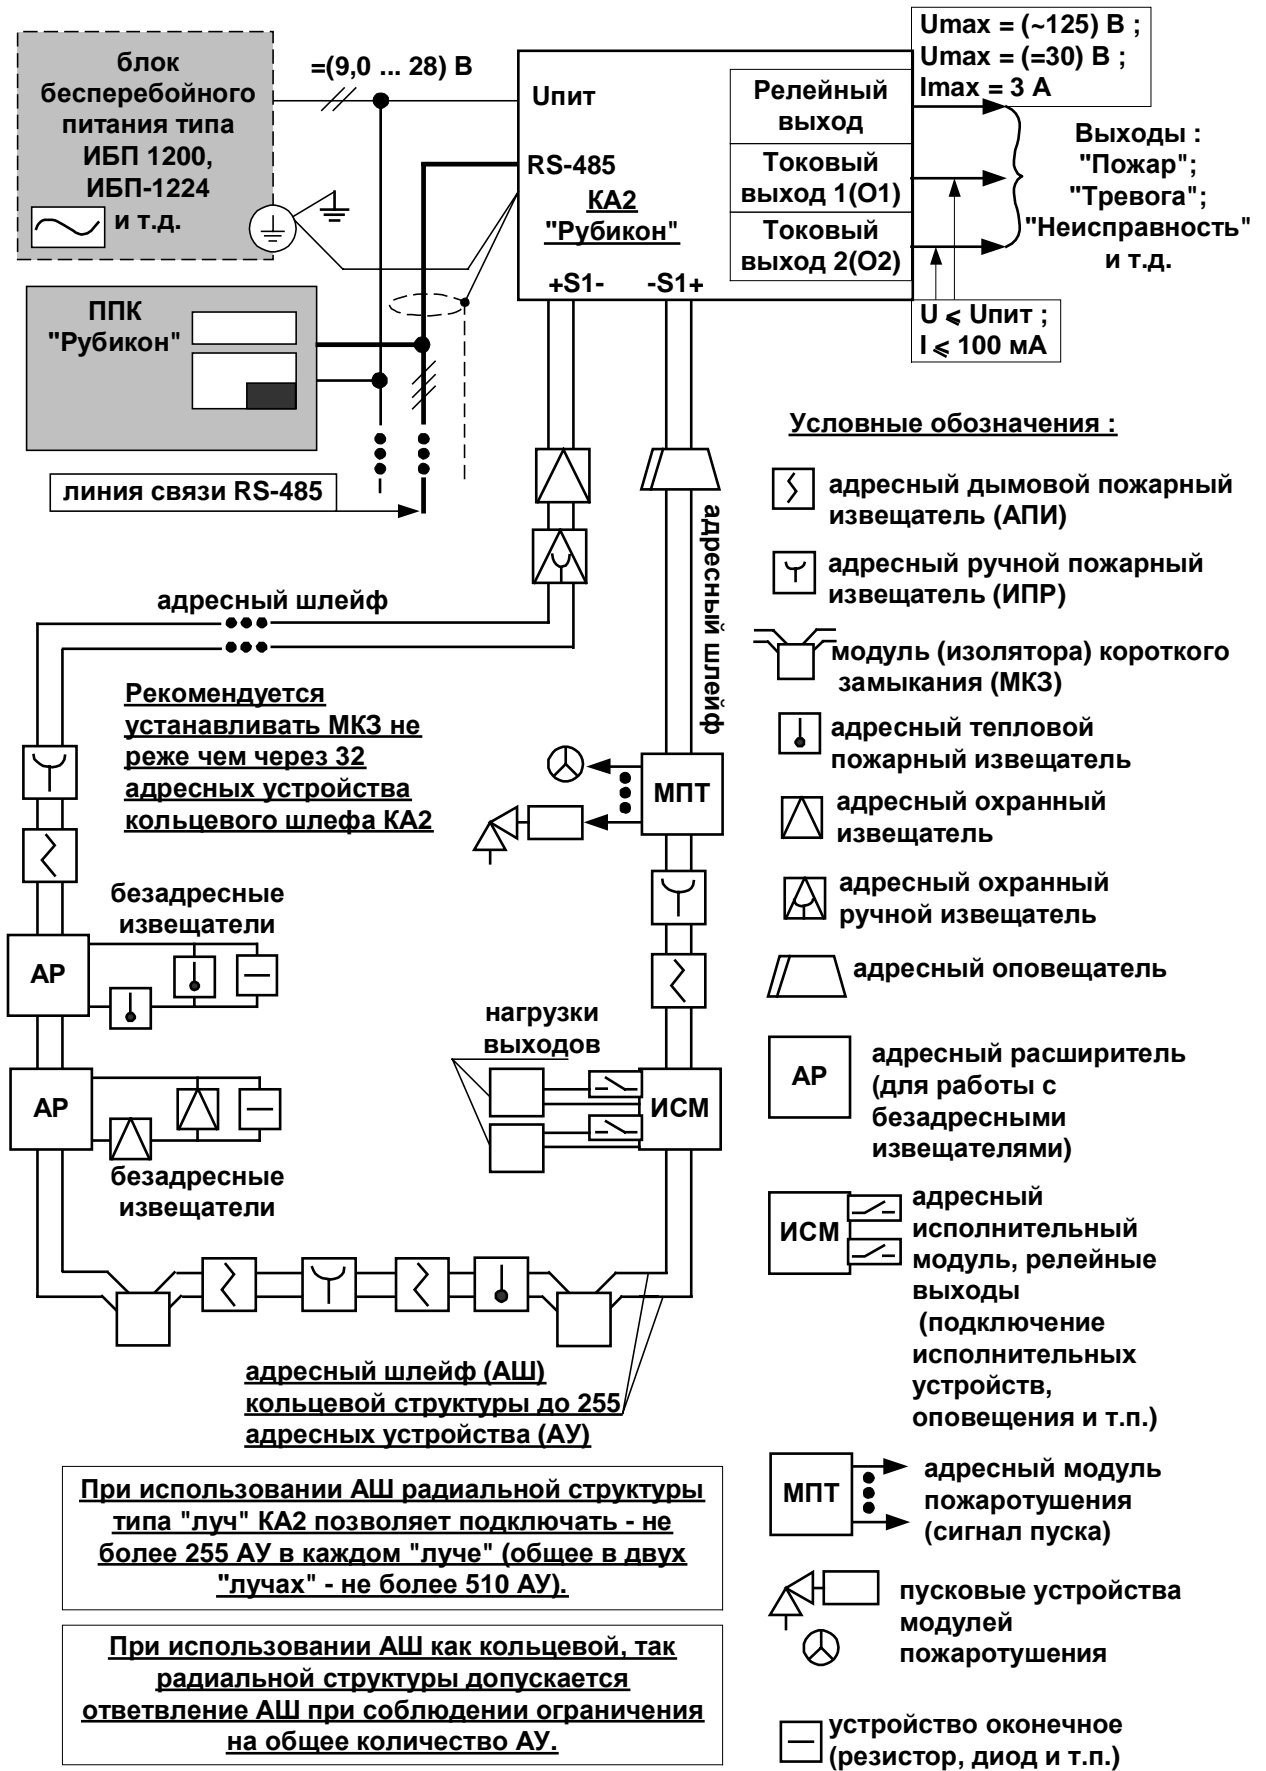 блок
бесперебойного
питания типа
ИБП 1200,
ИБП-1224
и т.д.
=(9,0 ... 28) В
Uпит
RS-485
КА2
"Рубикон"
+S1-
-S1+
Релейный
выход
Токовый
выход 1(О1)
Токовый
выход 2(О2)
Umax = (~125) В ;
Umax = (=30) В ;
Imax = 3 А
Выходы :
"Пожар";
"Тревога";
"Неисправность"
и т.д.
U ⩽ Uпит ;
I ⩽ 100 мА
ППК
"Рубикон"
линия связи RS-485
адресный шлейф
адресный шлейф
Рекомендуется
устанавливать МКЗ не
реже чем через 32
адресных устройства
кольцевого шлефа КА2
МПТ
безадресные
извещатели
АР
АР
безадресные
извещатели
нагрузки
выходов
ИСМ
адресный шлейф (АШ)
кольцевой структуры до 255
адресных устройства (АУ)
При использовании АШ радиальной структуры
типа "луч" КА2 позволяет подключать - не
более 255 АУ в каждом "луче" (общее в двух
"лучах" - не более 510 АУ).
При использовании АШ как кольцевой, так
радиальной структуры допускается
ответвление АШ при соблюдении ограничения
на общее количество АУ.
Условные обозначения :
адресный дымовой пожарный
извещатель (АПИ)
адресный ручной пожарный
извещатель (ИПР)
модуль (изолятора) короткого
замыкания (МКЗ)
адресный тепловой
пожарный извещатель
адресный охранный
извещатель
адресный охранный
ручной извещатель
адресный оповещатель
АР
адресный расширитель
(для работы с
безадресными
извещателями)
ИСМ
адресный
исполнительный
модуль, релейные
выходы
(подключение
исполнительных
устройств,
оповещения и т.п.)
МПТ
адресный модуль
пожаротушения
(сигнал пуска)
пусковые устройства
модулей
пожаротушения
устройство оконечное
(резистор, диод и т.п.)